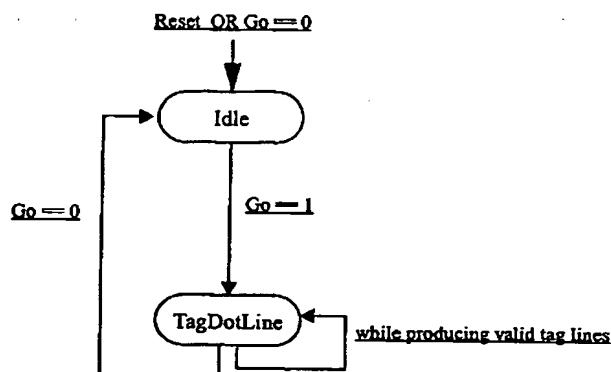 Reset OR Go == 0
Idle
Go == 0
Go == 1
TagDotLine
while producing valid tag lines